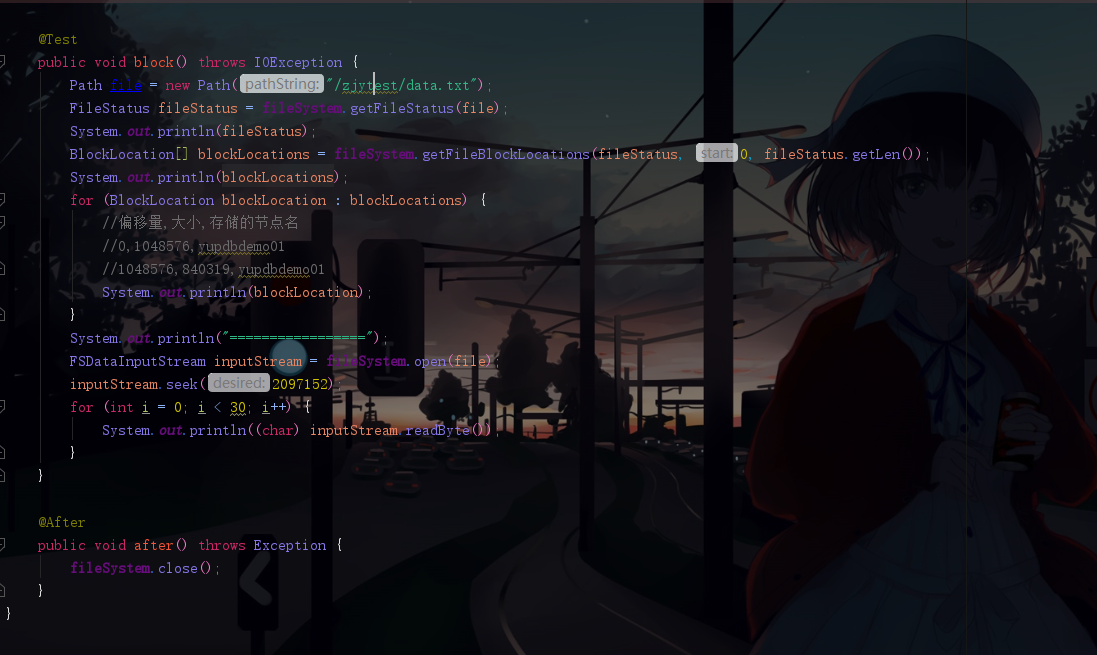 @Test
public void block() throws IOException {
Path file = new Path( pathString: "/zjytest/data.txt");
FileStatus fileStatus = fileSystem.getFileStatus(file);
System.out.println(fileStatus);
BlockLocation[] blockLocations = fileSystem.getFileBlockLocations(fileStatus, start: 0, fileStatus.getLen());
System.out.println(blockLocations);
for (BlockLocation blockLocation : blockLocations) {
//偏移量,大小,存储的节点名
//0,1048576,yupdbdemo01
//1048576,840319,yupdbdemo01
System.out.println(blockLocation);
}
System.out.println("=================");
FSDataInputStream inputStream = fileSystem.open(file);
inputStream.seek( desired: 2097152);
for (int i = 0; i < 30; i++) {
System.out.println((char) inputStream.readByte());
}
}
@After
public void after() throws Exception {
fileSystem.close();
}
}